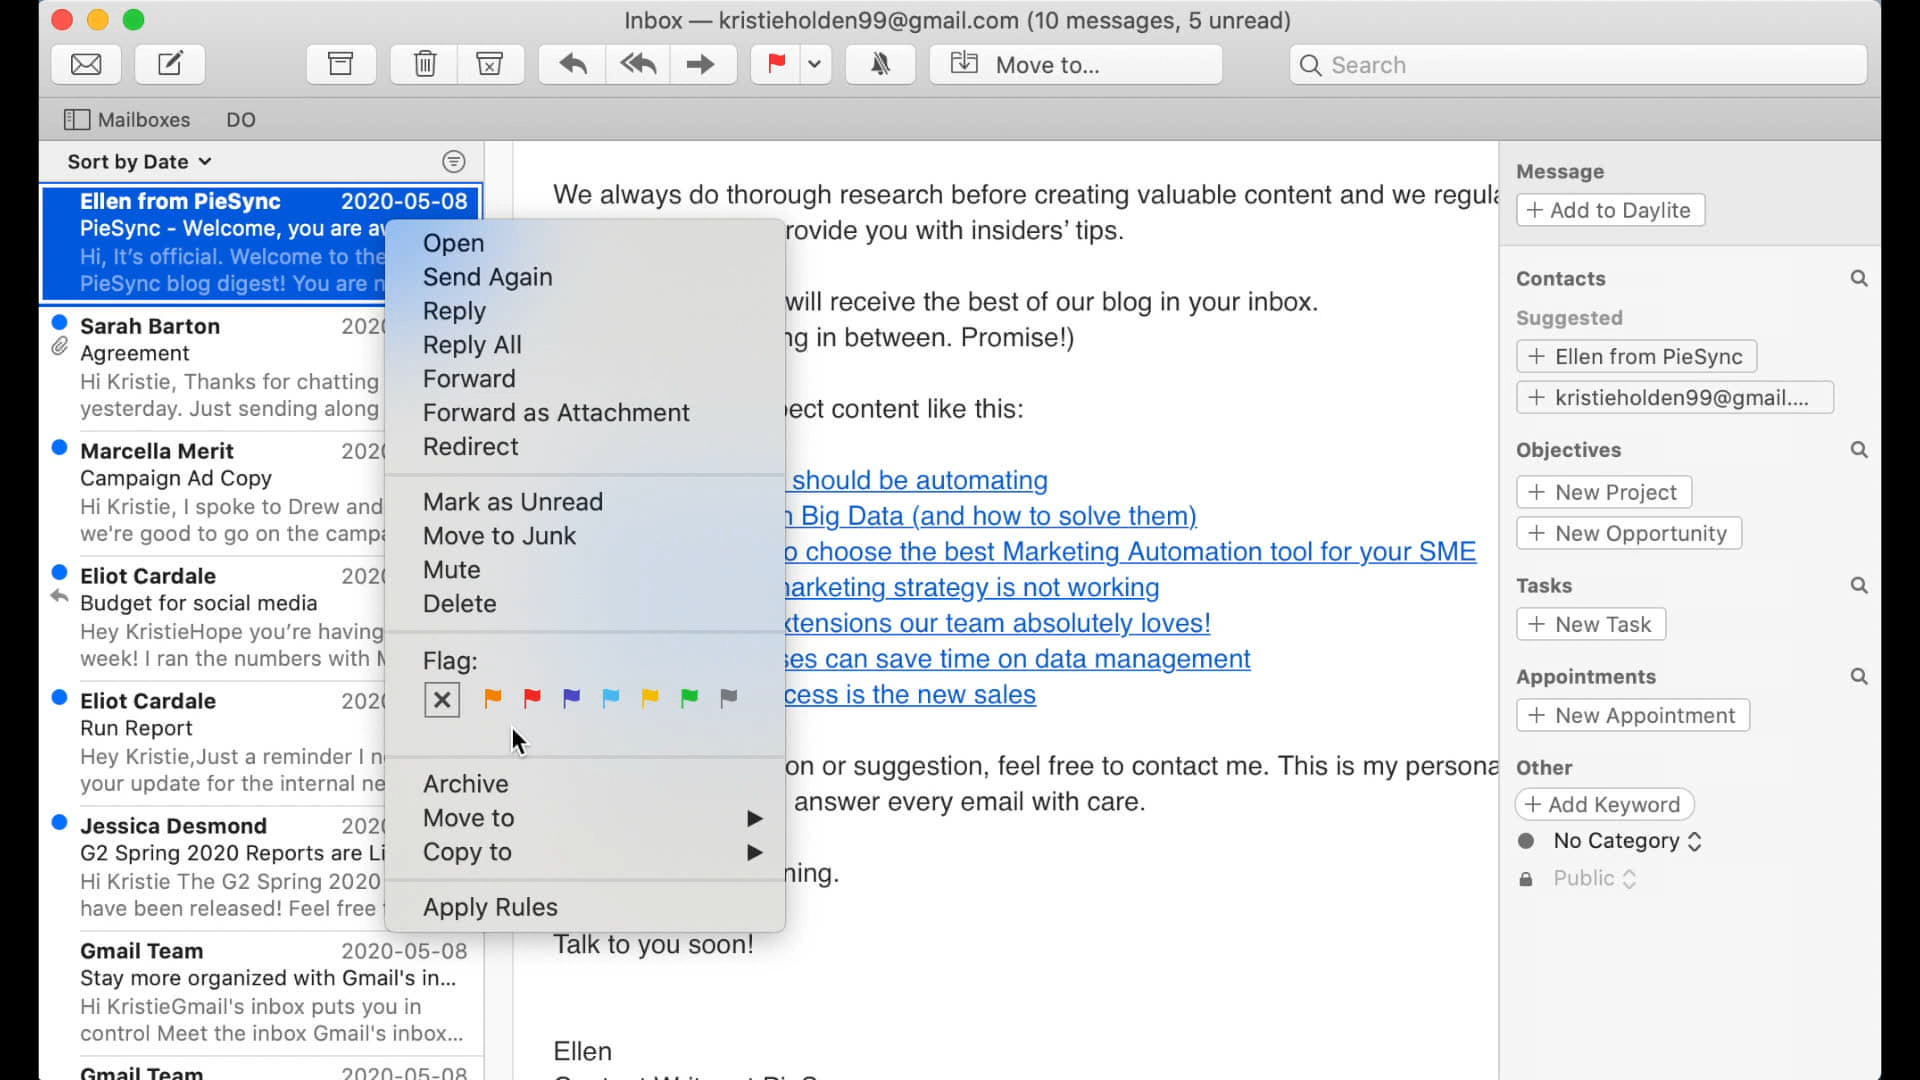 Inbox — kristieholden99@gmail.com (10 messages, 5 unread)
Move to...
Search
Mailboxes DO
Sort by Date
Ellen from PieSync 2020-05-08
PieSync - Welcome, you are
Hi, It's official. Welcome to the
PieSync blog digest! You are
Sarah Barton
Agreement
Hi Kristie, Thanks for chatting
yesterday. Just sending along
Marcella Merit
Campaign Ad Copy
Hi Kristie, I spoke to Drew and
we're good to go on the
Eliot Cardale
Budget for social media
Hey KristieHope you're having
week! I ran the numbers with
Eliot Cardale
Run Report
Hey Kristie,Just a reminder I
your update for the internal
Jessica Desmond
G2 Spring 2020 Reports are
Hi Kristie The G2 Spring 2020
have been released! Feel free
Gmail Team 2020-05-08
Stay more organized with Gmail's in...
Hi KristieGmail's inbox puts you in
control Meet the inbox Gmail's inbox...
Gmail Team 2020-05-08
Open
Send Again
Reply
Reply All
Forward
Forward as Attachment
Redirect
Mark as Unread
Move to Junk
Mute
Delete
Flag:
Archive
Move to
Copy to
Apply Rules
We always do thorough research before creating valuable content and we
you with insiders' tips.
will receive the best of our blog in your inbox.
in between. Promise!)
content like this:
should be automating
Big Data (and how to solve them)
choose the best Marketing Automation tool for your SME
strategy is not working
our team absolutely loves!
can save time on data management
is the new sales
or suggestion, feel free to contact me. This is my
answer every email with care.
Talk to you soon!
Ellen
Message
+ Add to Daylite
Contacts
Suggested
+ Ellen from PieSync
+ kristieholden99@gmail....
Objectives
+ New Project
+ New Opportunity
Tasks
+ New Task
Appointments
+ New Appointment
Other
+ Add Keyword
No Category
Public